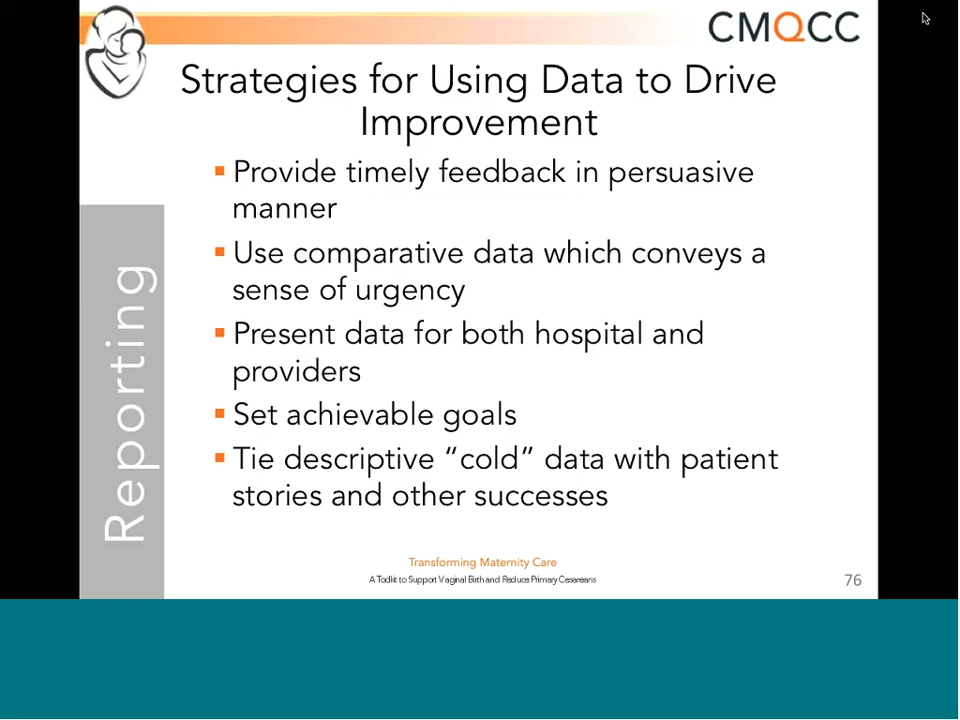 CMQCC
Strategies for Using Data to Drive
Improvement
▪ Provide timely feedback in persuasive
manner
▪ Use comparative data which conveys a
sense of urgency
▪ Present data for both hospital and
providers
▪ Set achievable goals
▪ Tie descriptive “cold” data with patient
stories and other successes
Reporting
Transforming Maternity Care
A Toolkit to Support Vaginal Birth and Reduce Primary Cesareans
76